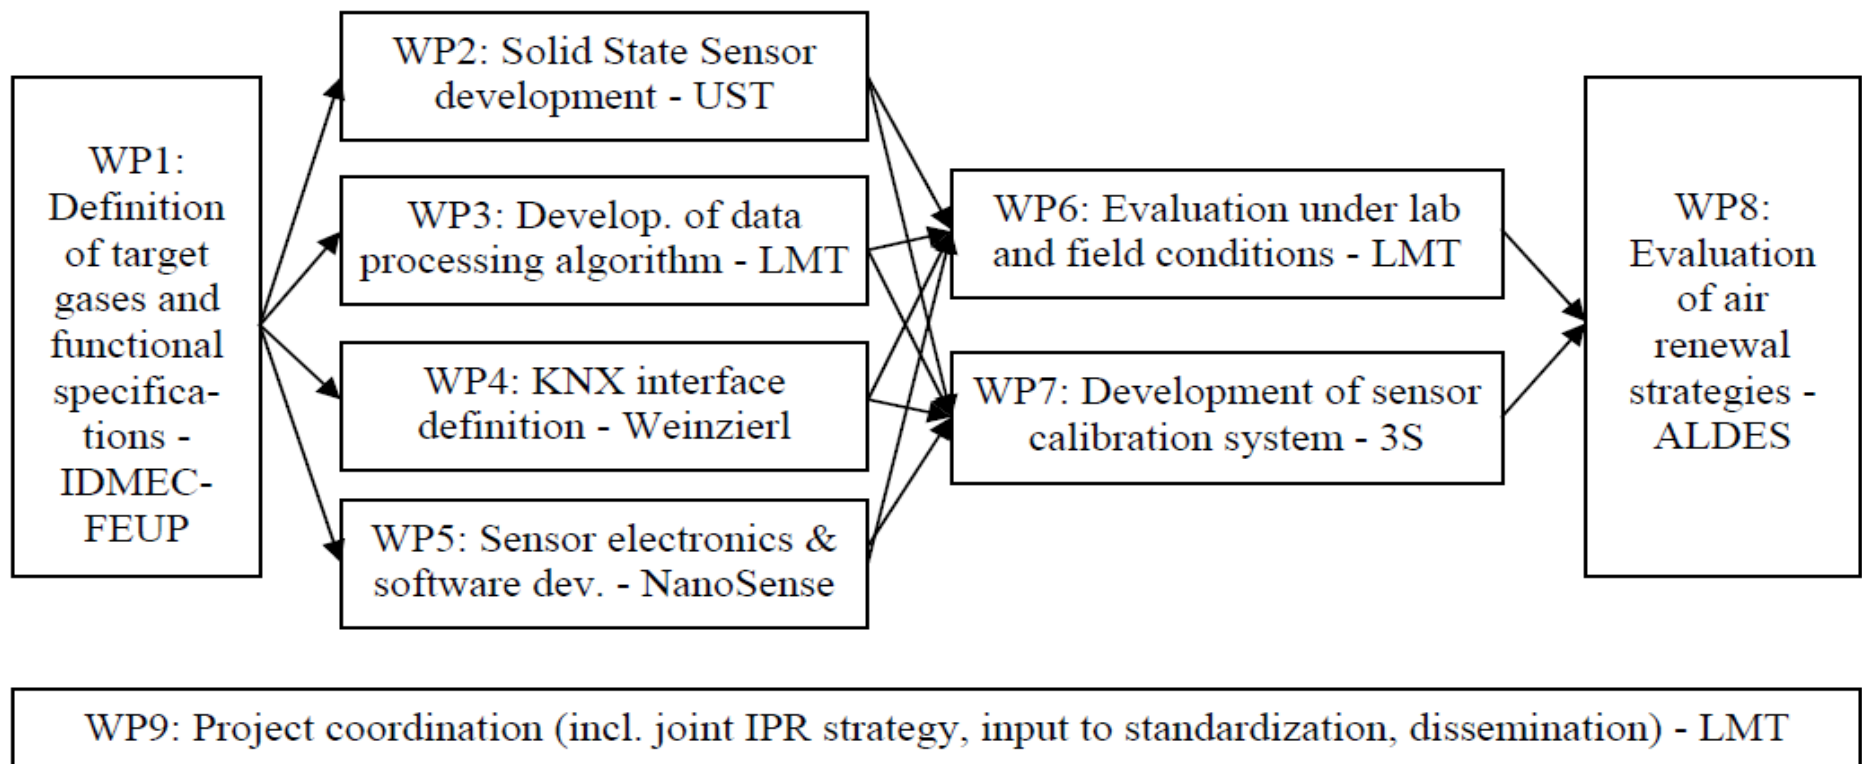 WP1:
Definition
of target
gases and
functional
specifica-
tions -
IDMEC-
FEUP
WP2: Solid State Sensor
development - UST
WP3: Develop. of data
processing algorithm - LMT
WP4: KNX interface
definition - Weinzierl
WP5: Sensor electronics &
software dev. - NanoSense
WP6: Evaluation under lab
and field conditions - LMT
WP7: Development of sensor
calibration system - 3S
WP8:
Evaluation
of air
renewal
strategies -
ALDES
WP9: Project coordination (incl. joint IPR strategy, input to standardization, dissemination) - LMT